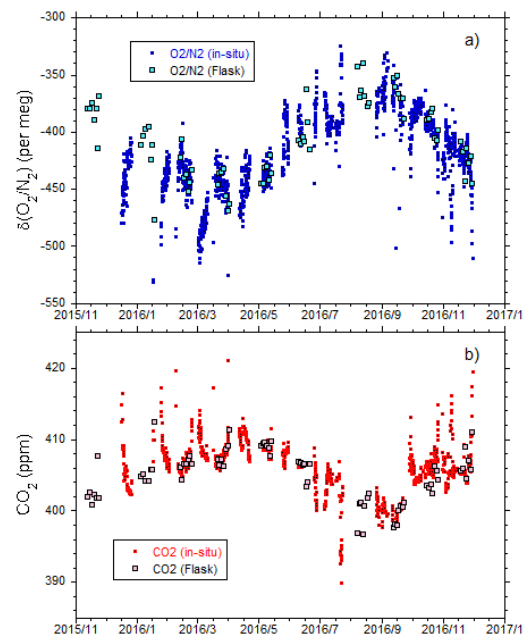 -300
a)
O2/N2 (in-situ)
O2/N2 (Flask)
-350
-400
-450
-500
-550
δ(O2/N2) (per meg)
2015/11 2016/1 2016/3 2016/5 2016/7 2016/9 2016/11 2017/1
b)
420
410
400
390
CO2 (ppm)
CO2 (in-situ)
CO2 (Flask)
2015/11 2016/1 2016/3 2016/5 2016/7 2016/9 2016/11 2017/1